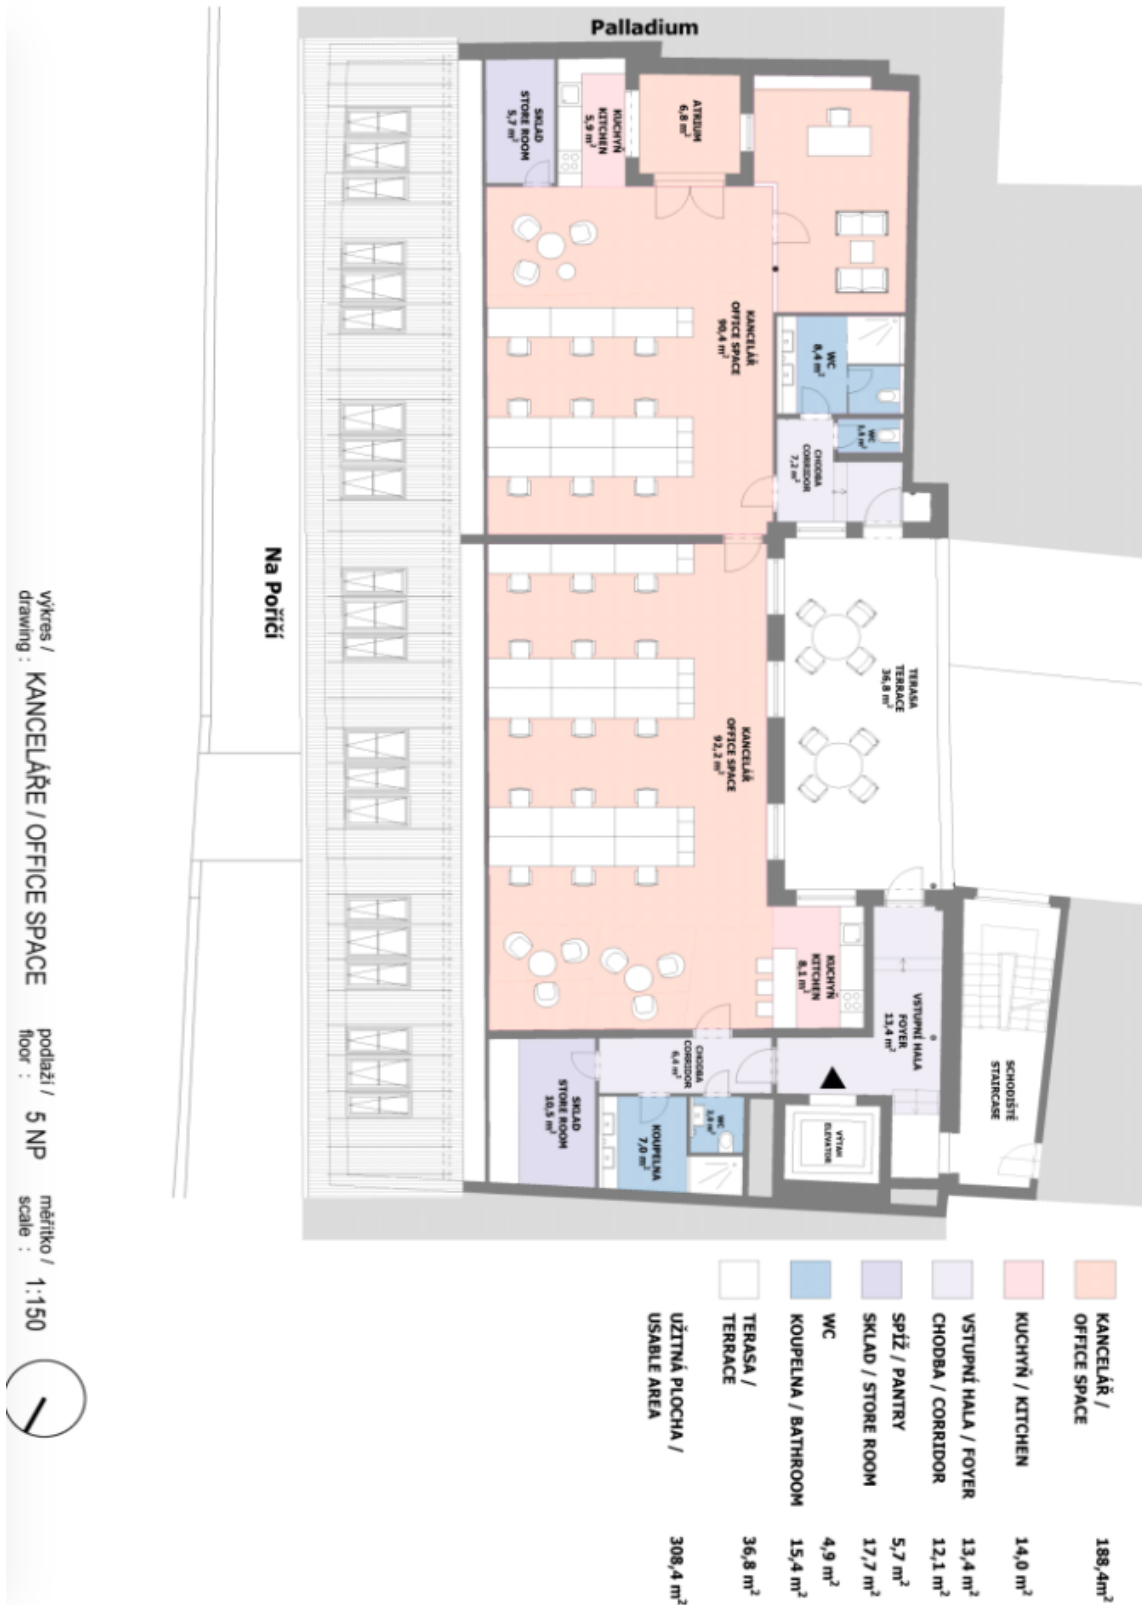 Palladium
SKLAD
STORE ROOM
5,7 m²
KUCHYŇ
KITCHEN
5,9 m²
ATRIUM
6,8 m²
KANCELÁŘ
OFFICE SPACE
90,4 m²
WC
8,4 m²
WC
CHODBA
CORRIDOR
7,2 m²
TERASA
TERRACE
36,8 m²
KANCELÁŘ
OFFICE SPACE
92,2 m²
KUCHYŇ
KITCHEN
8,1 m²
VSTUPNÍ HALA
FOYER
13,4 m²
SCHODIŠTĚ
STAIRCASE
CHODBA
CORRIDOR
WC
VÝTAH
ELEVATOR
SKLAD
STORE ROOM
10,5 m²
KOUPELNA
7,0 m²
Na Poříčí
KANCELÁŘ /
OFFICE SPACE 188,4m²
KUCHYŇ / KITCHEN 14,0 m²
VSTUPNÍ HALA / FOYER 13,4 m²
CHODBA / CORRIDOR 12,1 m²
SPÍŽ / PANTRY 5,7 m²
SKLAD / STORE ROOM 17,7 m²
WC 4,9 m²
KOUPELNA / BATHROOM 15,4 m²
TERASA /
TERRACE 36,8 m²
UŽITNÁ PLOCHA /
USABLE AREA 308,4 m²
výkres /
drawing : KANCELÁŘE / OFFICE SPACE
podlaží /
floor : 5 NP
měřítko /
scale : 1:150